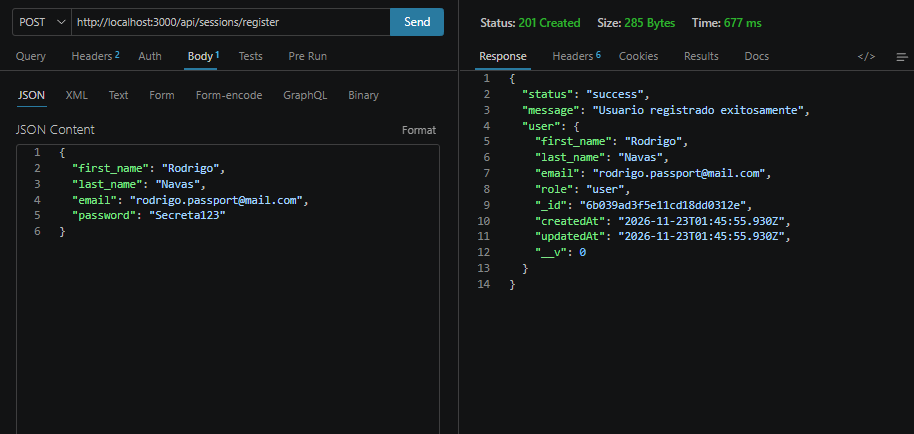 POST http://localhost:3000/api/sessions/register Send
Query Headers 2 Auth Body 1 Tests Pre Run
JSON XML Text Form Form-encode GraphQL Binary
JSON Content Format
1 {
2 "first_name": "Rodrigo",
3 "last_name": "Navas",
4 "email": "rodrigo.passport@mail.com",
5 "password": "Secreta123"
6 }
Status: 201 Created Size: 285 Bytes Time: 677 ms
Response Headers 6 Cookies Results Docs </>
1 {
2 "status": "success",
3 "message": "Usuario registrado exitosamente",
4 "user": {
5 "first_name": "Rodrigo",
6 "last_name": "Navas",
7 "email": "rodrigo.passport@mail.com",
8 "role": "user",
9 "_id": "6b039ad3f5e11cd18dd0312e",
10 "createdAt": "2026-11-23T01:45:55.930Z",
11 "updatedAt": "2026-11-23T01:45:55.930Z",
12 "__v": 0
13 }
14 }